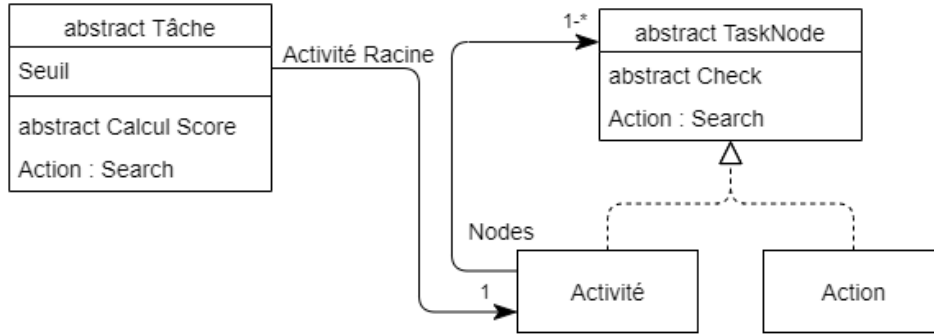 abstract Tâche
Seuil
abstract Calcul Score
Action : Search
Activité Racine
1-*
abstract TaskNode
abstract Check
Action : Search
Nodes
1
Activité
Action